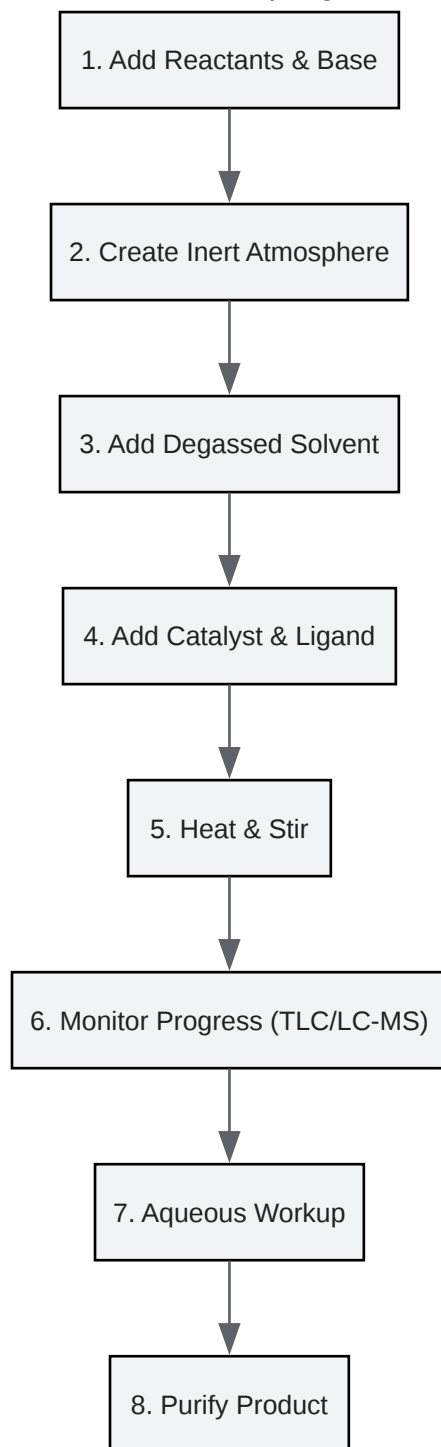 1. Add Reactants & Base
2. Create Inert Atmosphere
3. Add Degassed Solvent
4. Add Catalyst & Ligand
5. Heat & Stir
6. Monitor Progress (TLC/LC-MS)
7. Aqueous Workup
8. Purify Product